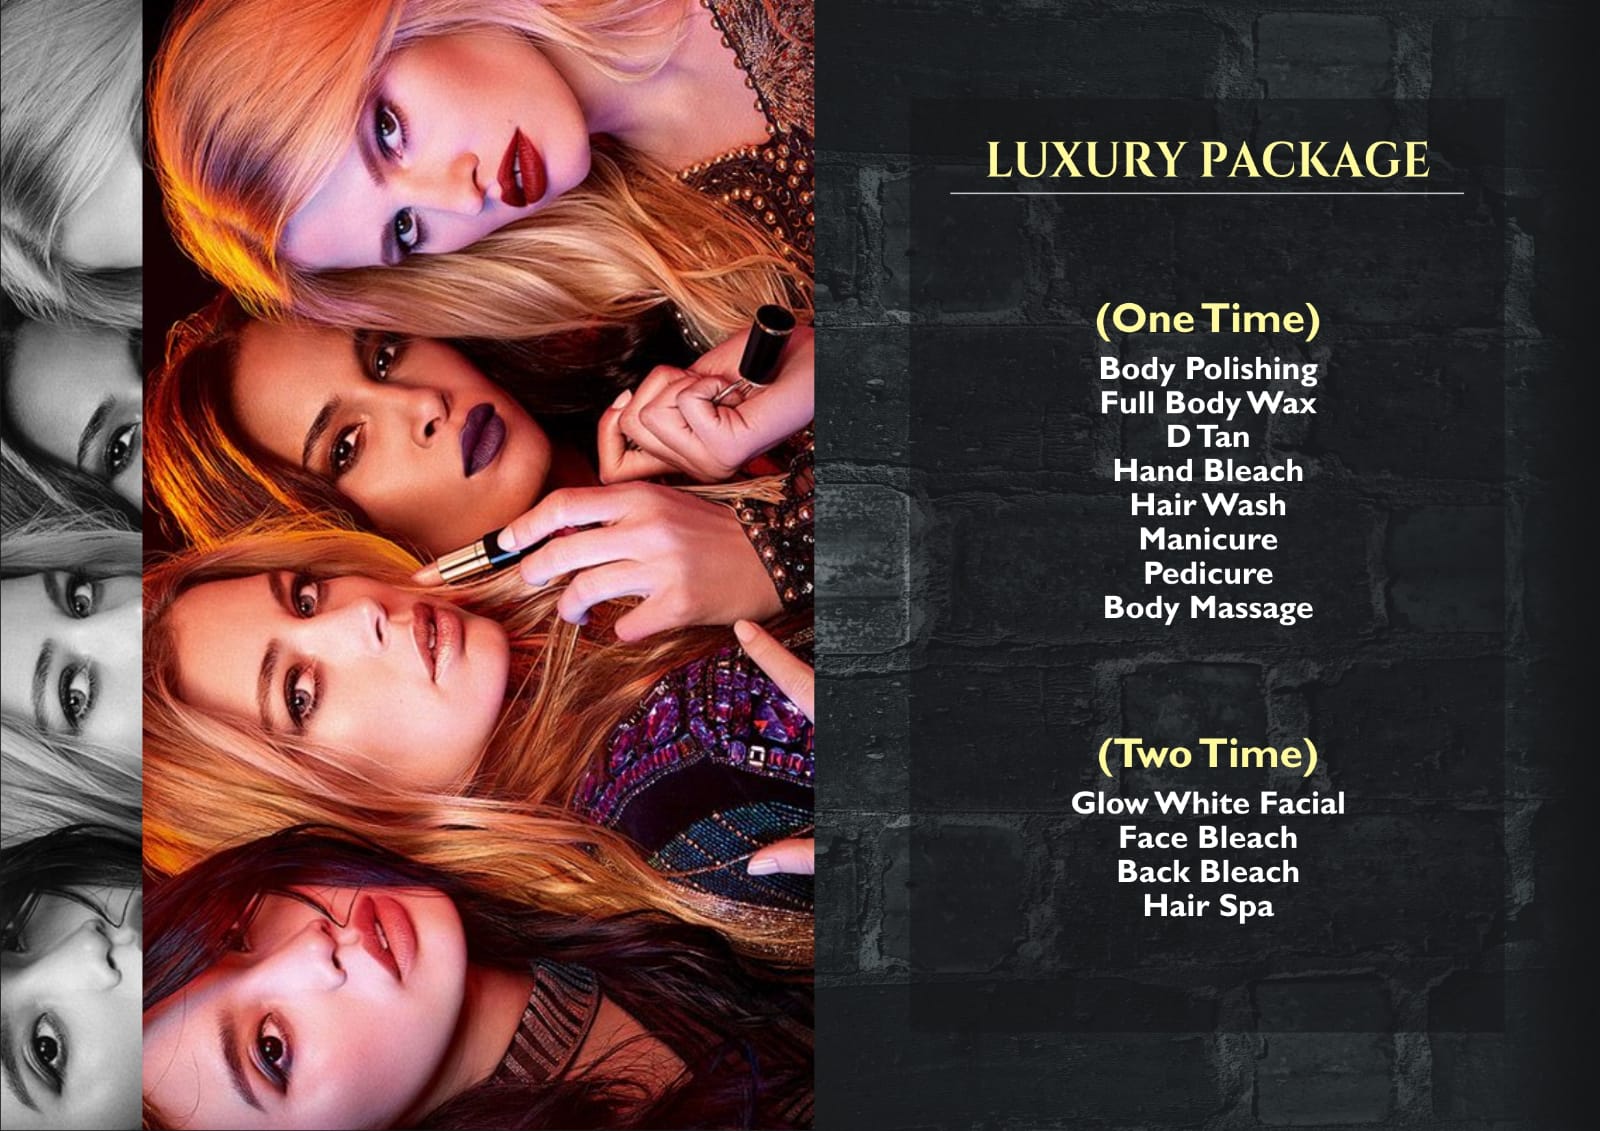 LUXURY PACKAGE
(One Time)
Body Polishing
Full Body Wax
D Tan
Hand Bleach
Hair Wash
Manicure
Pedicure
Body Massage
(Two Time)
Glow White Facial
Face Bleach
Back Bleach
Hair Spa